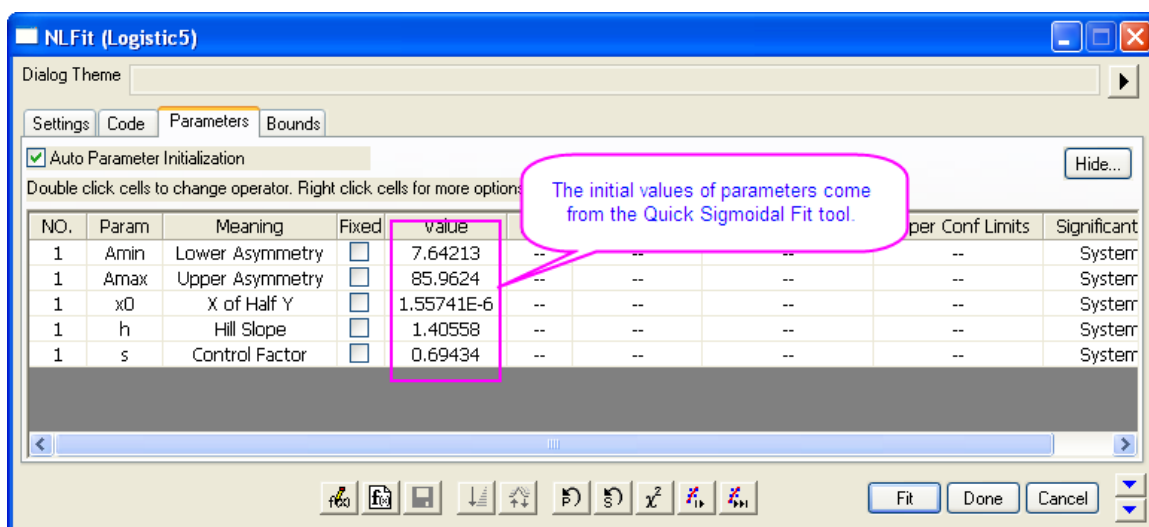 NLFit (Logistic5)
Dialog Theme
Settings Code Parameters Bounds
Auto Parameter Initialization
Hide...
Double click cells to change operator. Right click cells for more option
The initial values of parameters come
from the Quick Sigmoidal Fit tool.
NO. Param Meaning Fixed Value per Conf Limits Significant
1 Amin Lower Asymmetry 7.64213 -- -- -- -- System
1 Amax Upper Asymmetry 85.9624 -- -- -- -- System
1 x0 X of Half Y 1.55741E-6 -- -- -- -- System
1 h Hill Slope 1.40558 -- -- -- -- System
1 s Control Factor 0.69434 -- -- -- -- System
Fit Done Cancel